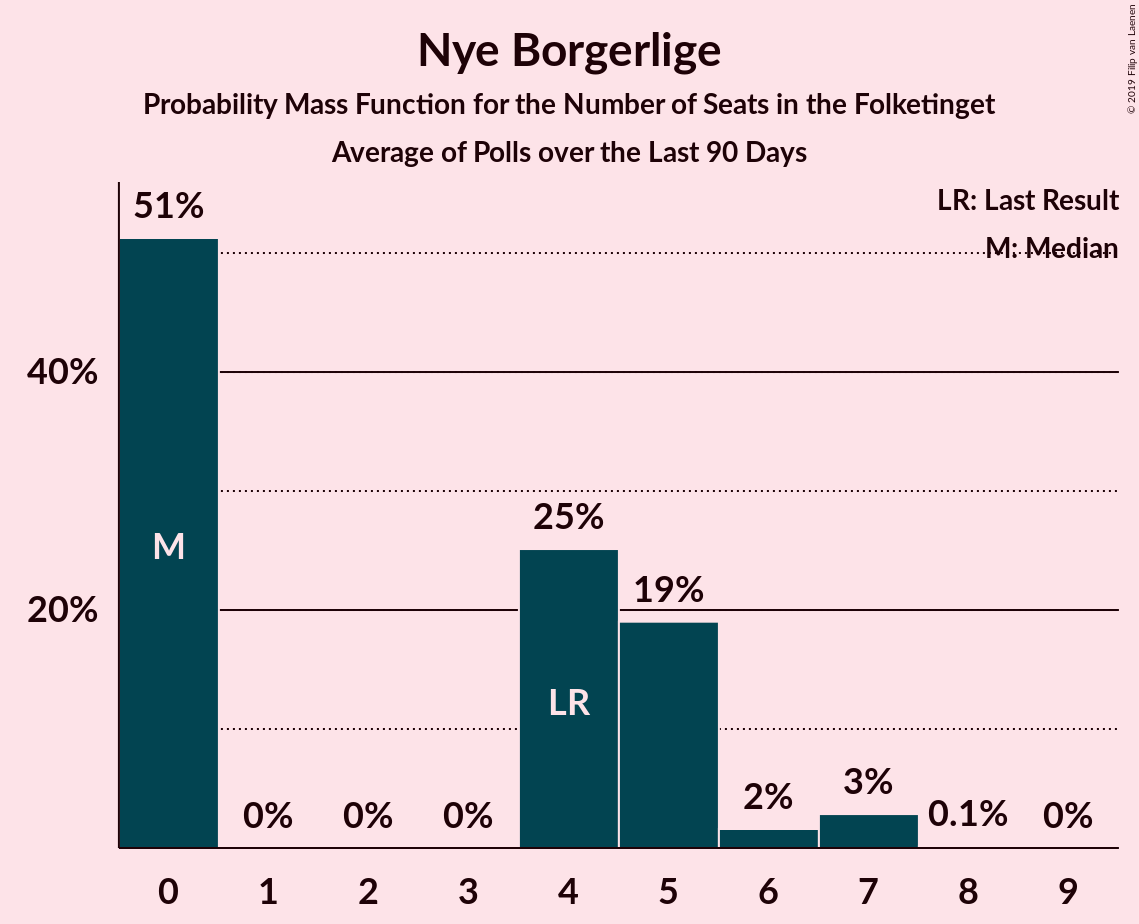 Nye Borgerlige
Probability Mass Function for the Number of Seats in the Folketinget
Average of Polls over the Last 90 Days
© 2019 Filip van Laenen
LR: Last Result
M: Median
51%
40%
M
25%
19%
20%
LR
0%
0%
0%
2%
3%
0.1%
0%
0
1
2
3
4
5
6
7
8
9